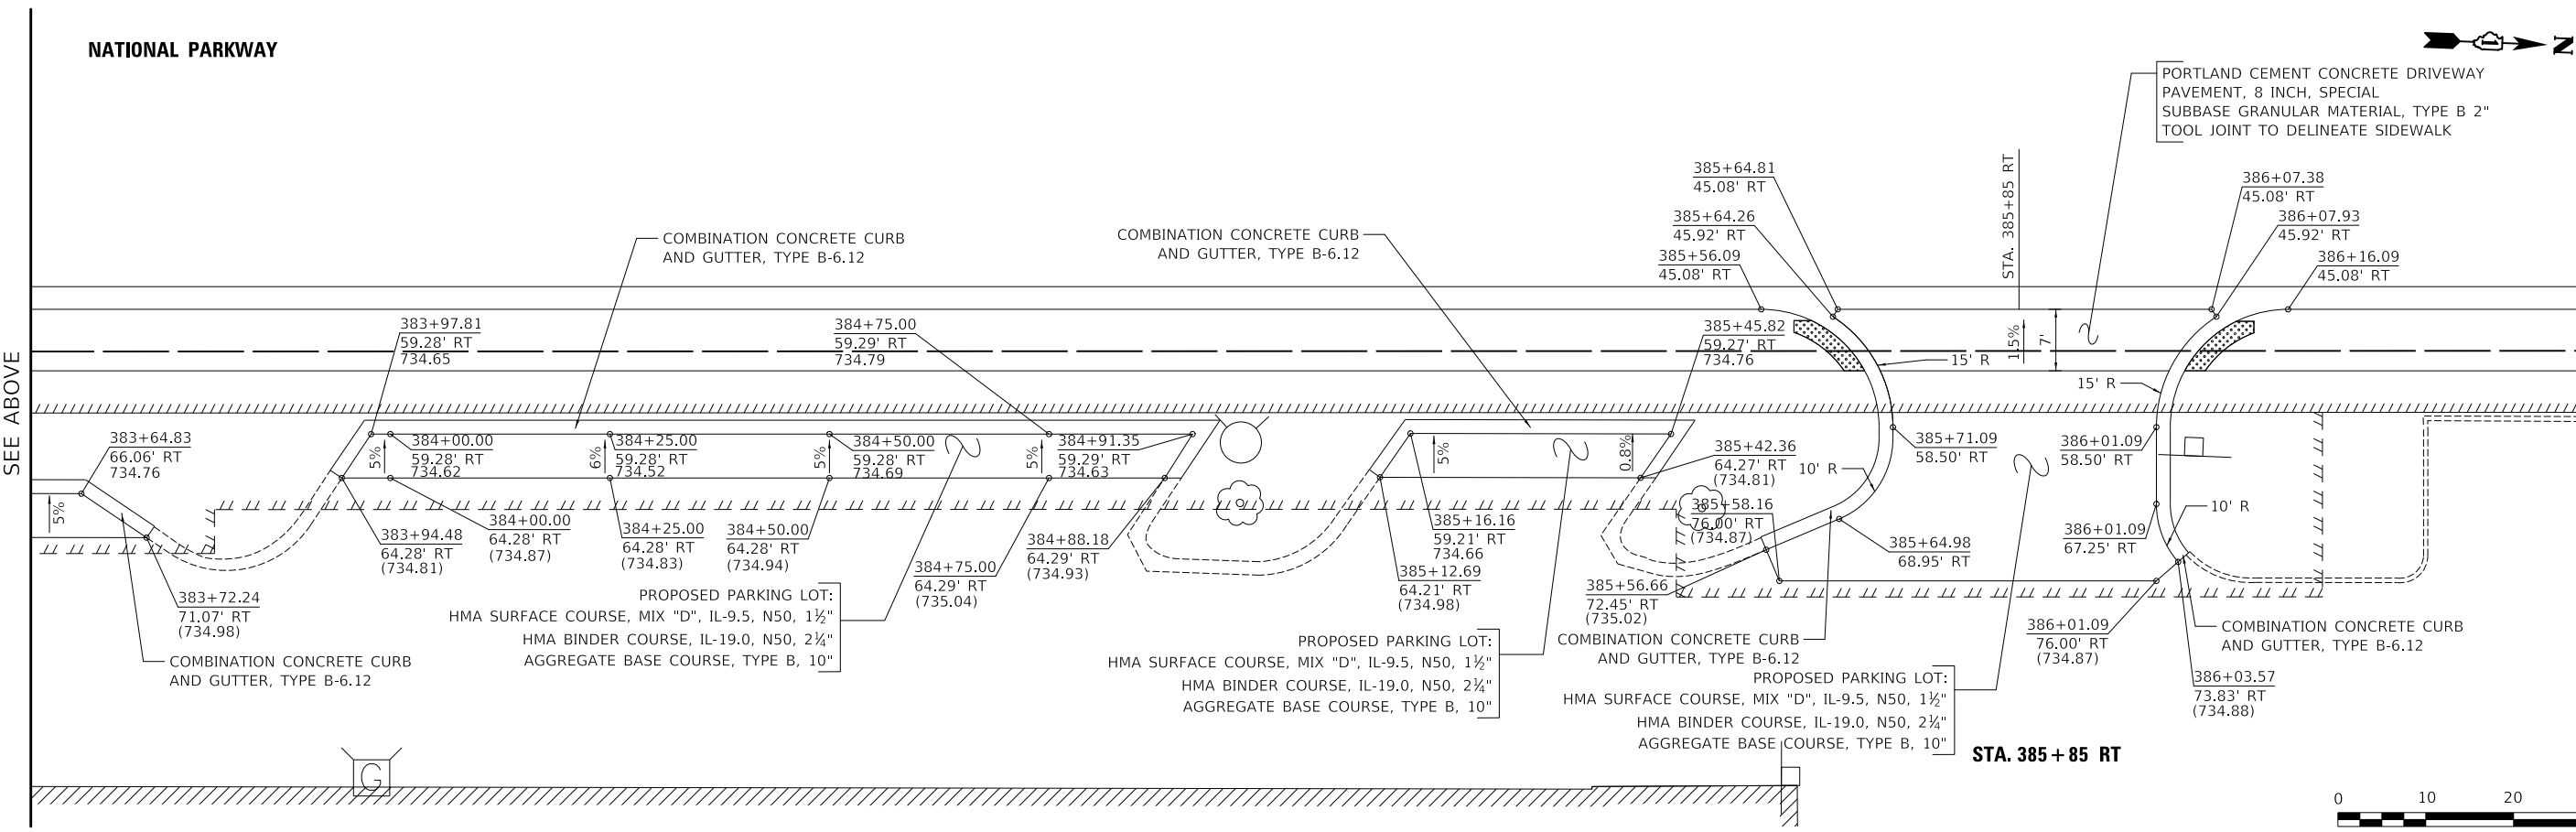 NATIONAL PARKWAY
N
PORTLAND CEMENT CONCRETE DRIVEWAY
PAVEMENT, 8 INCH, SPECIAL
SUBBASE GRANULAR MATERIAL, TYPE B 2"
TOOL JOINT TO DELINEATE SIDEWALK
385+64.81
45.08' RT
385+64.26
45.92' RT
385+56.09
45.08' RT
STA. 385+85 RT
386+07.38
45.08' RT
386+07.93
45.92' RT
386+16.09
45.08' RT
COMBINATION CONCRETE CURB
AND GUTTER, TYPE B-6.12
COMBINATION CONCRETE CURB
AND GUTTER, TYPE B-6.12
SEE ABOVE
383+97.81
59.28' RT
734.65
384+75.00
59.29' RT
734.79
385+45.82
59.27' RT
734.76
15' R
1.5%
7'
15' R
383+64.83
66.06' RT
734.76
5%
5%
384+00.00
59.28' RT
734.62
6%
384+25.00
59.28' RT
734.52
5%
384+50.00
59.28' RT
734.69
5%
384+91.35
59.29' RT
734.63
5%
0.8%
385+42.36
64.27' RT
(734.81)
10' R
385+71.09
58.50' RT
386+01.09
58.50' RT
383+72.24
71.07' RT
(734.98)
383+94.48
64.28' RT
(734.81)
384+00.00
64.28' RT
(734.87)
384+25.00
64.28' RT
(734.83)
384+50.00
64.28' RT
(734.94)
384+75.00
64.29' RT
(735.04)
384+88.18
64.29' RT
(734.93)
385+16.16
59.21' RT
734.66
385+12.69
64.21' RT
(734.98)
385+58.16
76.00' RT
(734.87)
385+56.66
72.45' RT
(735.02)
385+64.98
68.95' RT
386+01.09
67.25' RT
10' R
386+01.09
76.00' RT
(734.87)
386+03.57
73.83' RT
(734.88)
COMBINATION CONCRETE CURB
AND GUTTER, TYPE B-6.12
PROPOSED PARKING LOT:
HMA SURFACE COURSE, MIX "D", IL-9.5, N50, 1½"
HMA BINDER COURSE, IL-19.0, N50, 2¼"
AGGREGATE BASE COURSE, TYPE B, 10"
PROPOSED PARKING LOT:
HMA SURFACE COURSE, MIX "D", IL-9.5, N50, 1½"
HMA BINDER COURSE, IL-19.0, N50, 2¼"
AGGREGATE BASE COURSE, TYPE B, 10"
COMBINATION CONCRETE CURB
AND GUTTER, TYPE B-6.12
PROPOSED PARKING LOT:
HMA SURFACE COURSE, MIX "D", IL-9.5, N50, 1½"
HMA BINDER COURSE, IL-19.0, N50, 2¼"
AGGREGATE BASE COURSE, TYPE B, 10"
COMBINATION CONCRETE CURB
AND GUTTER, TYPE B-6.12
STA. 385+85 RT
G
0 10 20